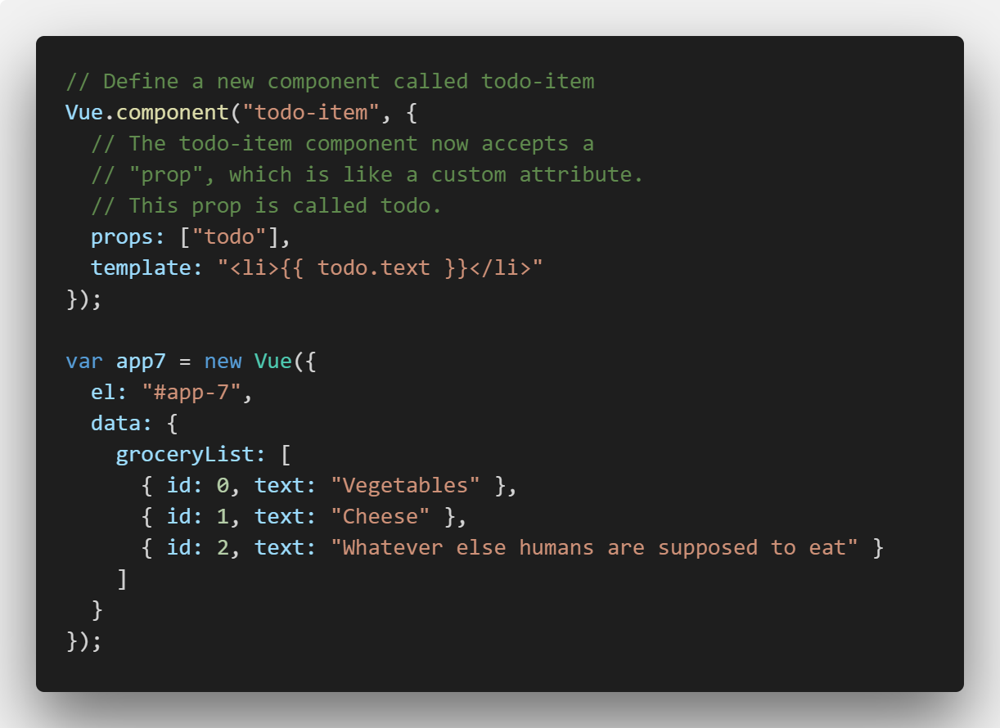 // Define a new component called todo-item
Vue.component("todo-item", {
  // The todo-item component now accepts a
  // "prop", which is like a custom attribute.
  // This prop is called todo.
  props: ["todo"],
  template: "<li>{{ todo.text }}</li>"
});

var app7 = new Vue({
  el: "#app-7",
  data: {
    groceryList: [
      { id: 0, text: "Vegetables" },
      { id: 1, text: "Cheese" },
      { id: 2, text: "Whatever else humans are supposed to eat" }
    ]
  }
});